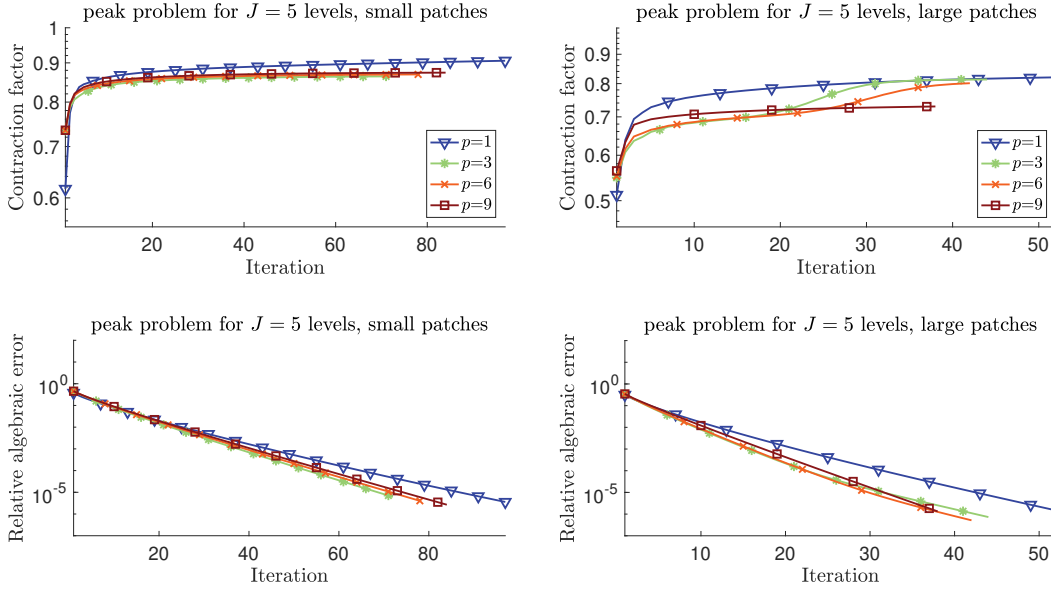 peak problem for J = 5 levels, small patches
Contraction factor
1
0.9
0.8
0.7
0.6
20
40
60
80
Iteration
p=1
p=3
p=6
p=9
peak problem for J = 5 levels, large patches
Contraction factor
0.9
0.8
0.7
0.6
0.5
10
20
30
40
50
Iteration
p=1
p=3
p=6
p=9
peak problem for J = 5 levels, small patches
Relative algebraic error
10^0
10^-5
20
40
60
80
Iteration
peak problem for J = 5 levels, large patches
Relative algebraic error
10^0
10^-5
10
20
30
40
50
Iteration